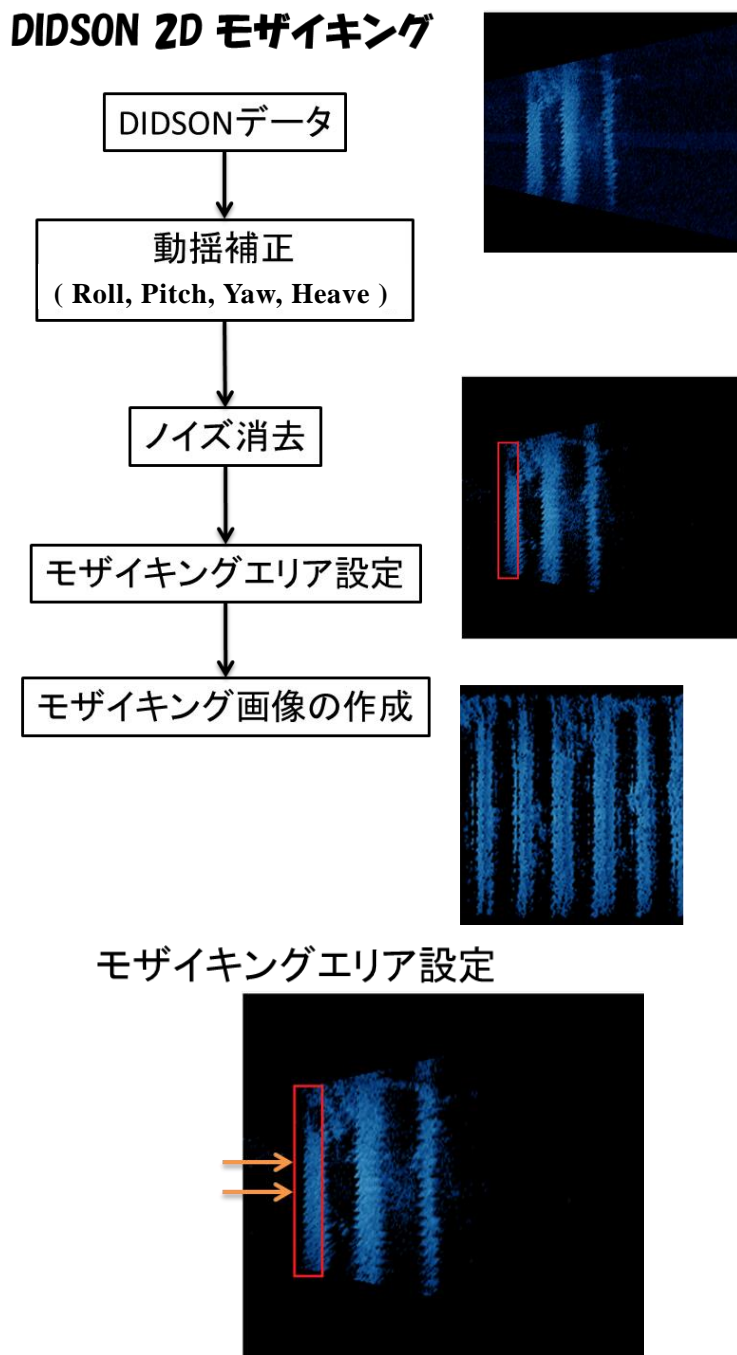 DIDSON 2D モザイキング
DIDSONデータ
動揺補正
( Roll, Pitch, Yaw, Heave )
ノイズ消去
モザイキングエリア設定
モザイキング画像の作成
モザイキングエリア設定